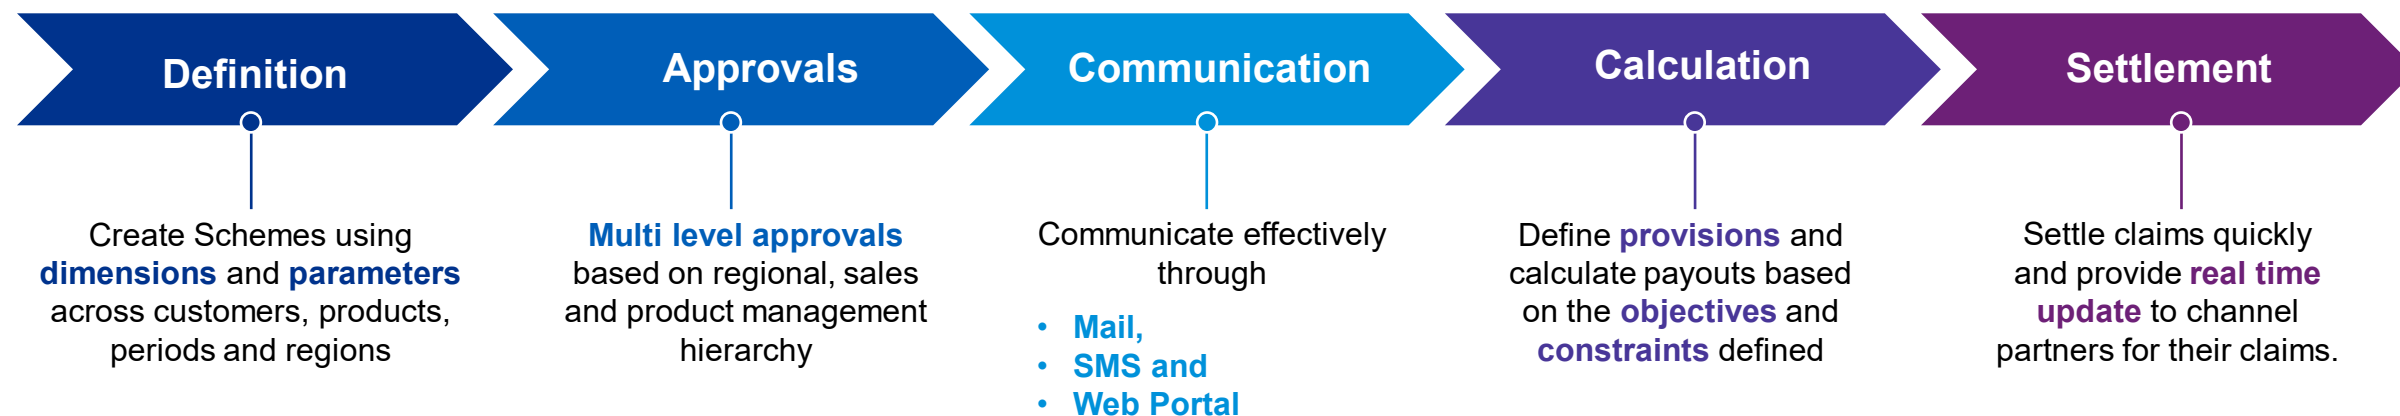 Definition
Create Schemes using
dimensions and parameters
across customers, products,
periods and regions
Approvals
Multi level approvals
based on regional, sales
and product management
hierarchy
Communication
Communicate effectively
through
• Mail,
• SMS and
• Web Portal
Calculation
Define provisions and
calculate payouts based
on the objectives and
constraints defined
Settlement
Settle claims quickly
and provide real time
update to channel
partners for their claims.